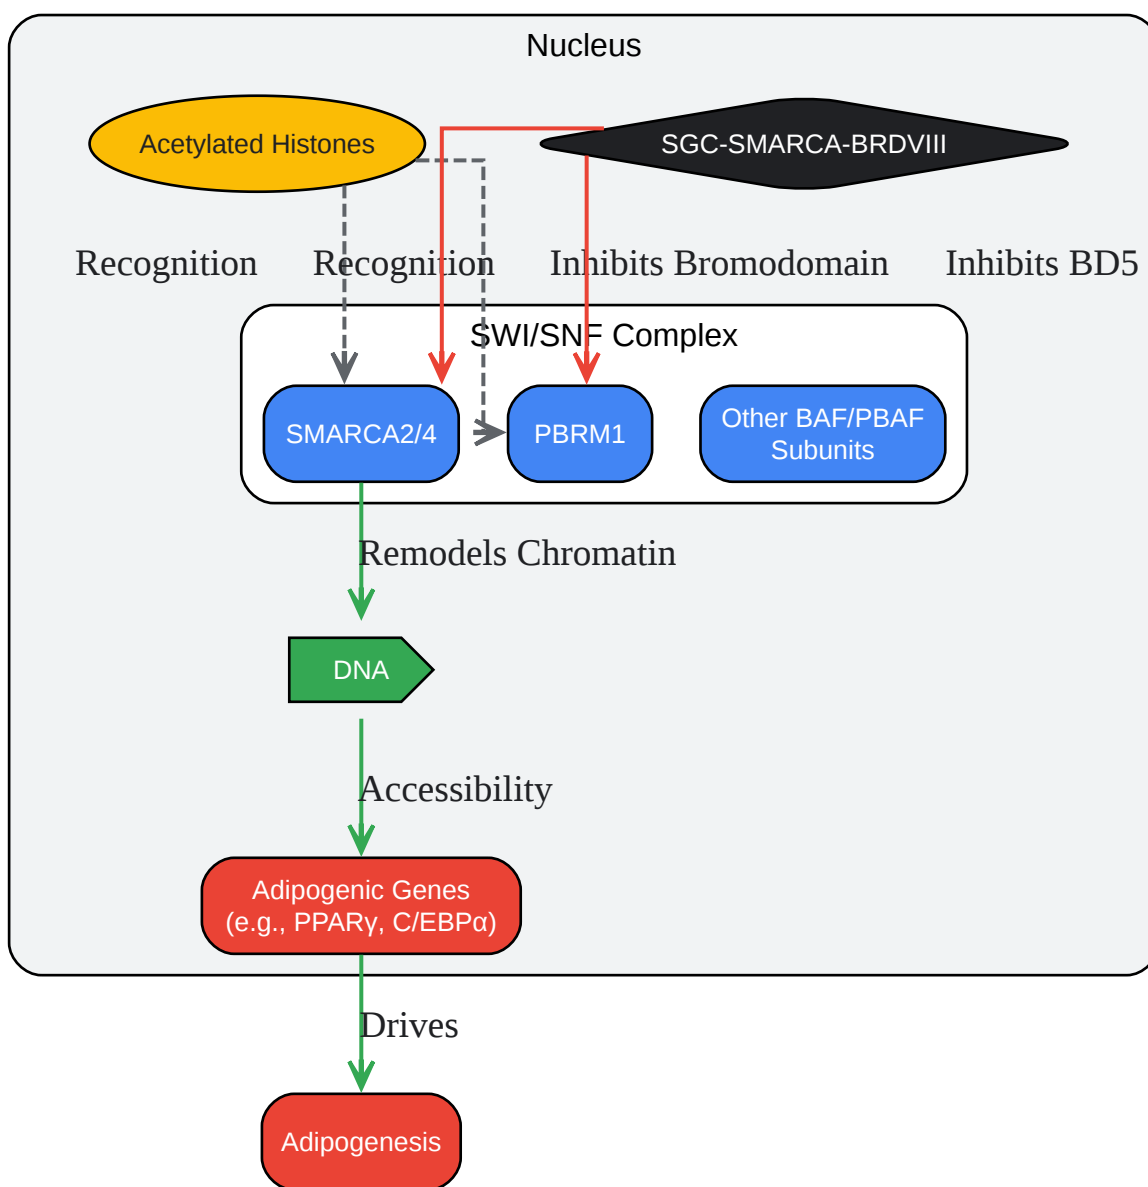 Nucleus
Acetylated Histones
SGC-SMARCA-BRDVIII
Recognition
Recognition
Inhibits Bromodomain
Inhibits BD5
SWI/SNF Complex
SMARCA2/4
PBRM1
Other BAF/PBAF
Subunits
Remodels Chromatin
DNA
Accessibility
Adipogenic Genes
(e.g., PPARγ, C/EBPα)
Drives
Adipogenesis